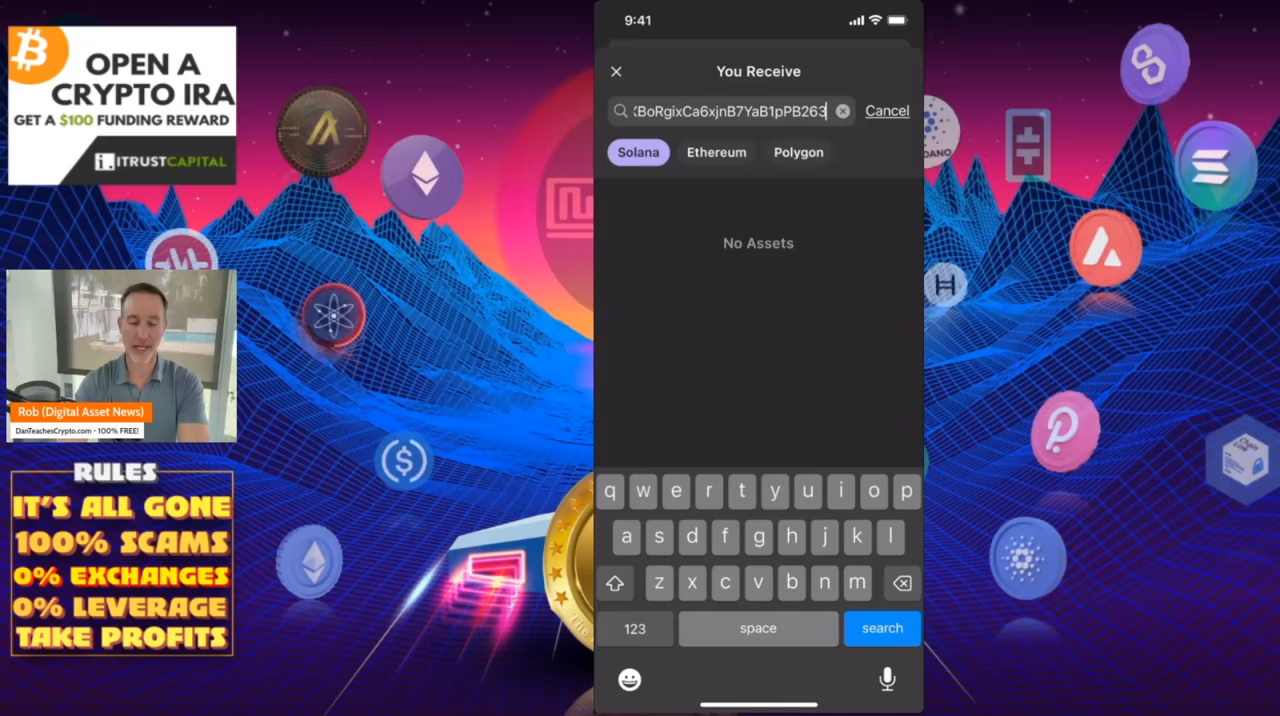 OPEN A
CRYPTO IRA
GET A $100 FUNDING REWARD
i. ITRUSTCAPITAL
Rob (Digital Asset News)
DanTeachesCrypto.com - 100% FREE!
RULES
IT'S ALL GONE
100% SCAMS
0% EXCHANGES
0% LEVERAGE
TAKE PROFITS
9:41
You Receive
BoRgixCa6xjnB7YaB1pPB263
Cancel
Solana
Ethereum
Polygon
No Assets
q w e r t y u i o p
a s d f g h j k l
z x c v b n m
123
space
search